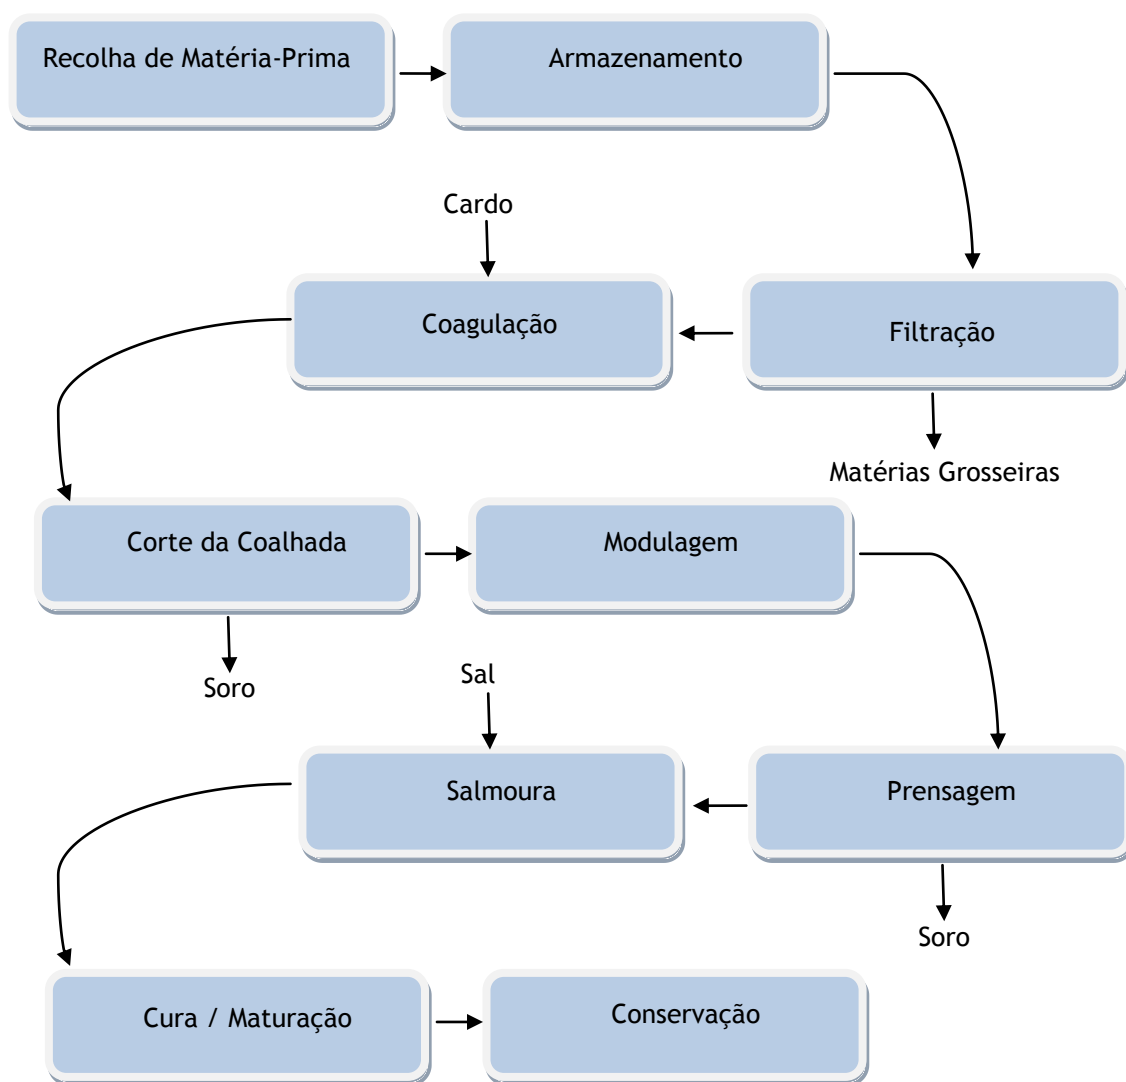 Recolha de Matéria-Prima
Armazenamento
Cardo
Coagulação
Filtração
Matérias Grosseiras
Corte da Coalhada
Modulagem
Soro
Sal
Salmoura
Prensagem
Soro
Cura / Maturação
Conservação